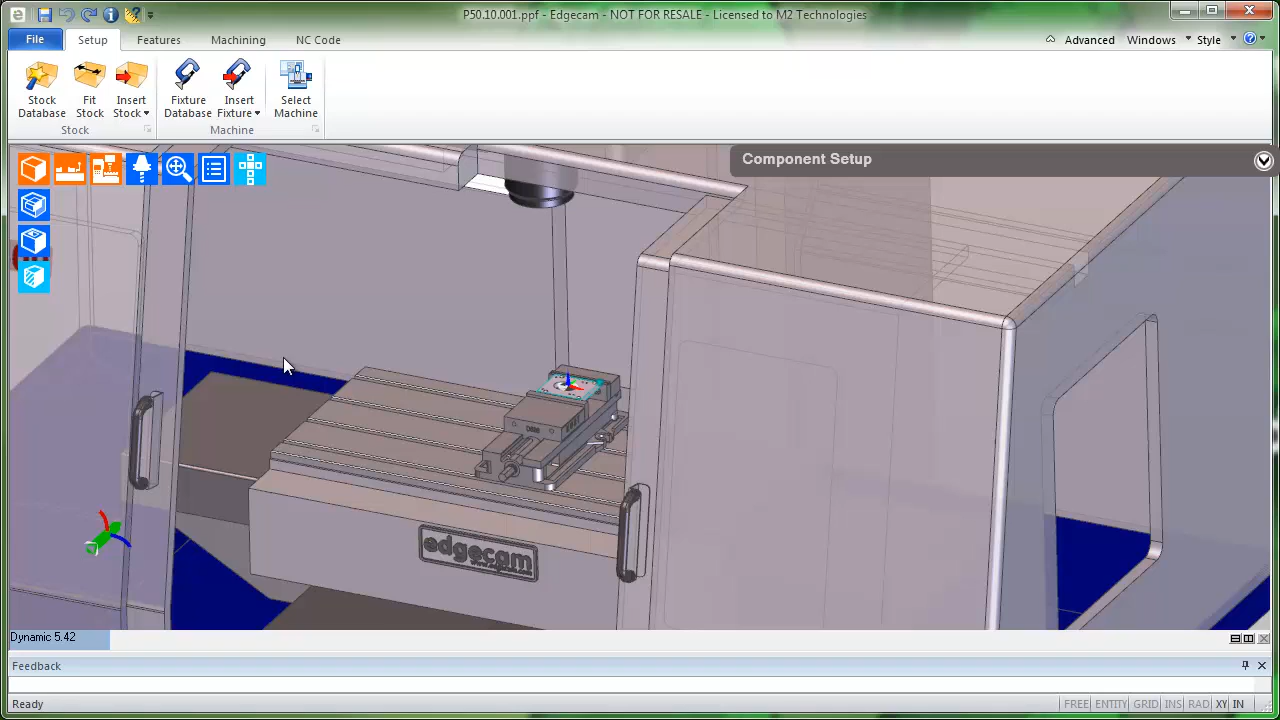 P50.10.001.ppf - Edgecam - NOT FOR RESALE - Licensed to M2 Technologies
File Setup Features Machining NC Code Advanced Windows Style
Stock Database Fit Stock Insert Stock Fixture Database Insert Fixture Select Machine
Stock Machine
Component Setup
edgecam
Dynamic 5.42
Feedback
Ready FREE ENTITY GRID INS RAD XY IN